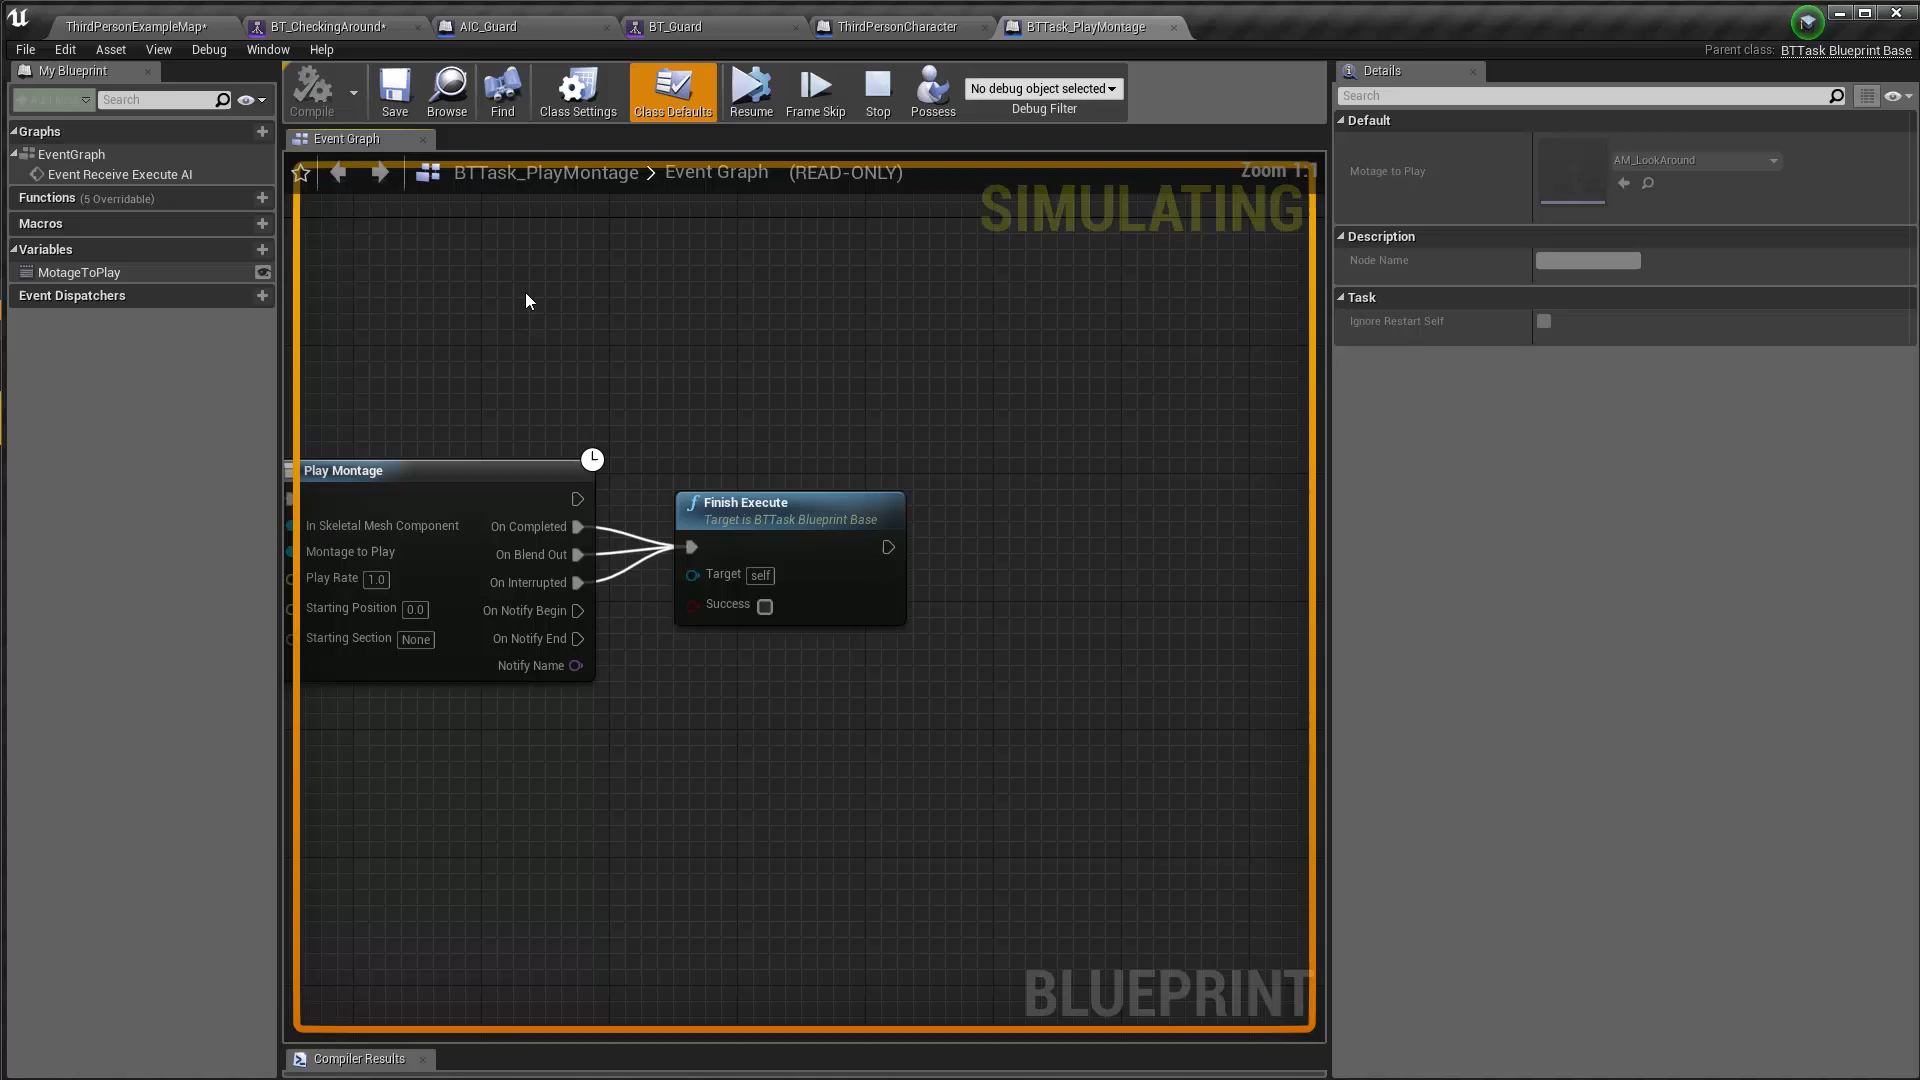 ThirdPersonExampleMap*
BT_CheckingAround*
AIC_Guard
BT_Guard
ThirdPersonCharacter
BTTask_PlayMontage
File
Edit
Asset
View
Debug
Window
Help
Parent class: BTTask Blueprint Base
My Blueprint
Search
Graphs
EventGraph
Event Receive Execute AI
Functions (5 Overridable)
Macros
Variables
MotageToPlay
Event Dispatchers
Compile
Save
Browse
Find
Class Settings
Class Defaults
Resume
Frame Skip
Stop
Possess
No debug object selected
Debug Filter
Event Graph
BTTask_PlayMontage > Event Graph (READ-ONLY)
Zoom 1:1
SIMULATING
Play Montage
In Skeletal Mesh Component
Montage to Play
Play Rate 1.0
Starting Position 0.0
Starting Section None
On Completed
On Blend Out
On Interrupted
On Notify Begin
On Notify End
Notify Name
f Finish Execute
Target is BTTask Blueprint Base
Target self
Success
BLUEPRINT
Compiler Results
Details
Search
Default
Motage to Play
AM_LookAround
Description
Node Name
Task
Ignore Restart Self